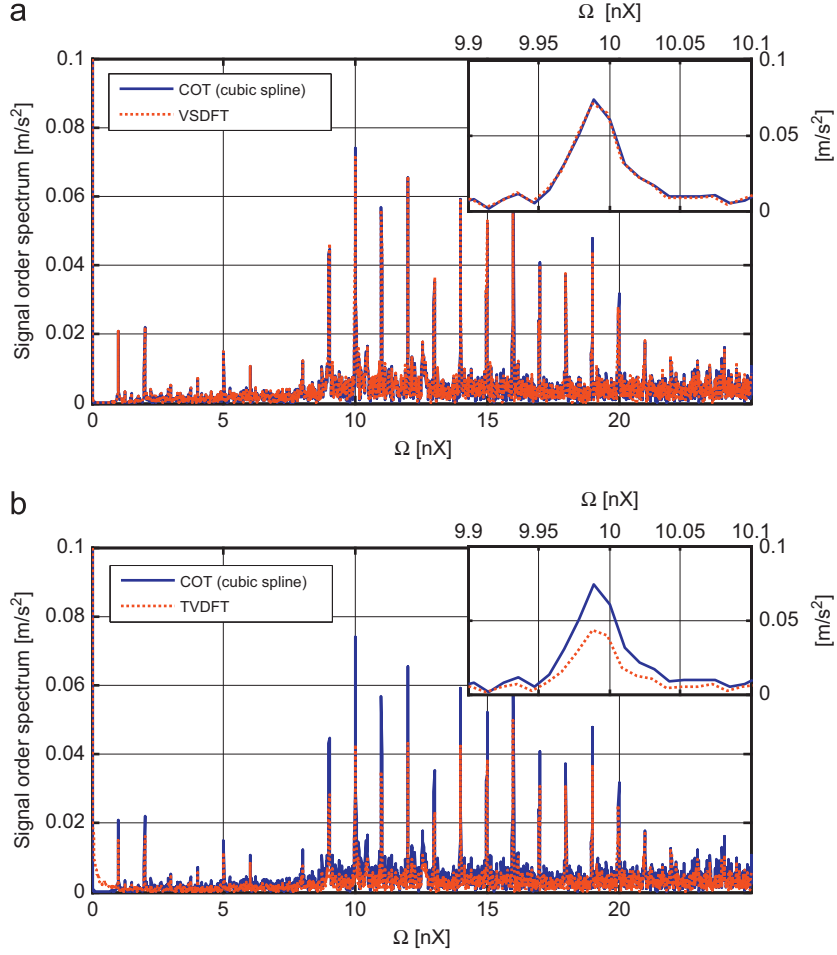 a
Ω [nX]
9.9 9.95 10 10.05 10.1
0.1
0.05
0
[m/s²]
COT (cubic spline)
VSDFT
Signal order spectrum [m/s²]
0.1
0.08
0.06
0.04
0.02
0
0 5 10 15 20
Ω [nX]
b
Ω [nX]
9.9 9.95 10 10.05 10.1
0.1
0.05
0
[m/s²]
COT (cubic spline)
TVDFT
Signal order spectrum [m/s²]
0.1
0.08
0.06
0.04
0.02
0
0 5 10 15 20
Ω [nX]